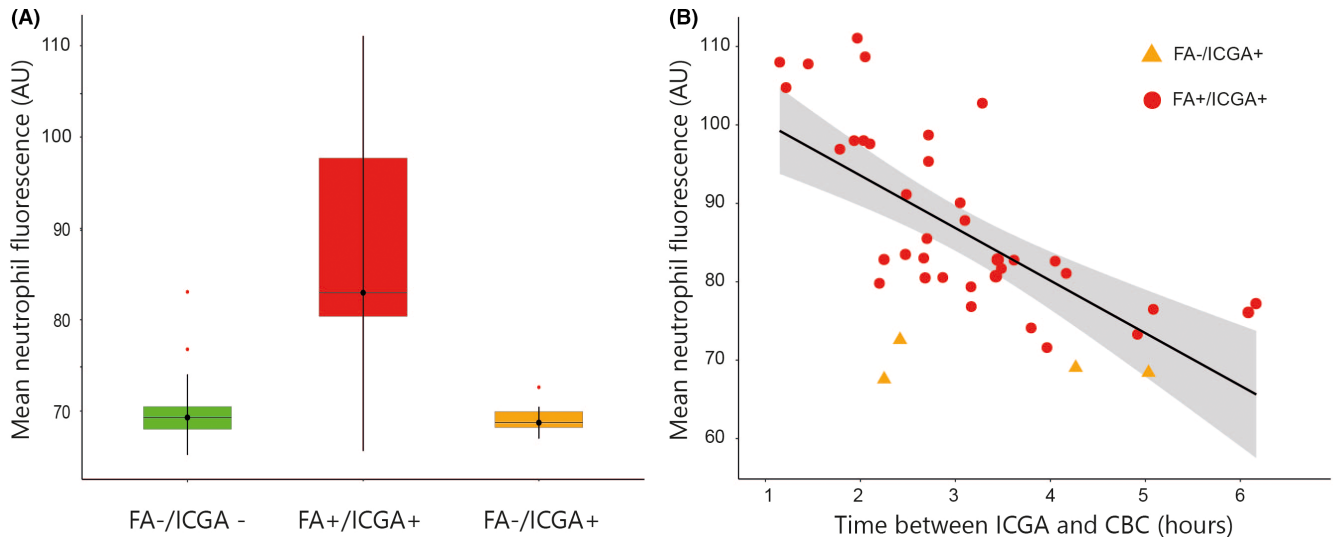 (A)
Mean neutrophil fluorescence (AU)
110
100
90
80
70
FA-/ICGA -
FA+/ICGA+
FA-/ICGA+
(B)
Mean neutrophil fluorescence (AU)
110
100
90
80
70
60
1 2 3 4 5 6
Time between ICGA and CBC (hours)
FA-/ICGA+
FA+/ICGA+